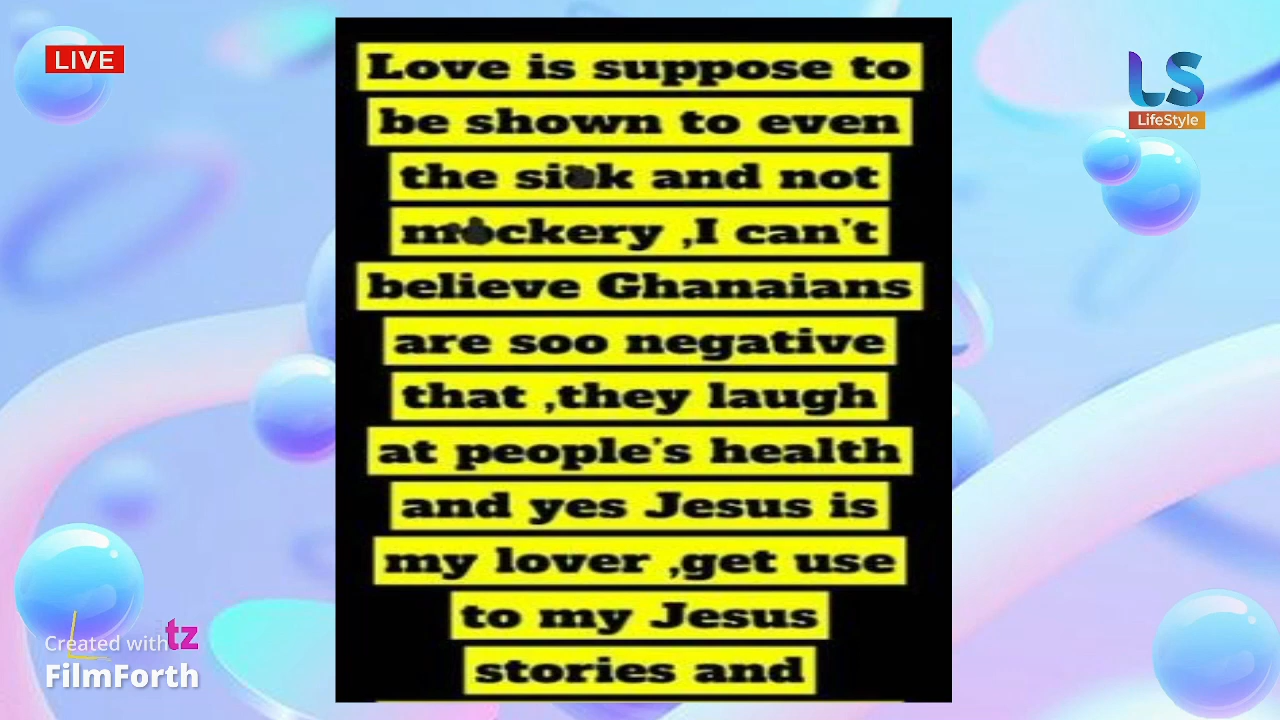 LIVE
LS
LifeStyle
Love is suppose to
be shown to even
the sick and not
mockery ,I can't
believe Ghanaians
are soo negative
that ,they laugh
at people's health
and yes Jesus is
my lover ,get use
to my Jesus
stories and
Created with
tz
FilmForth